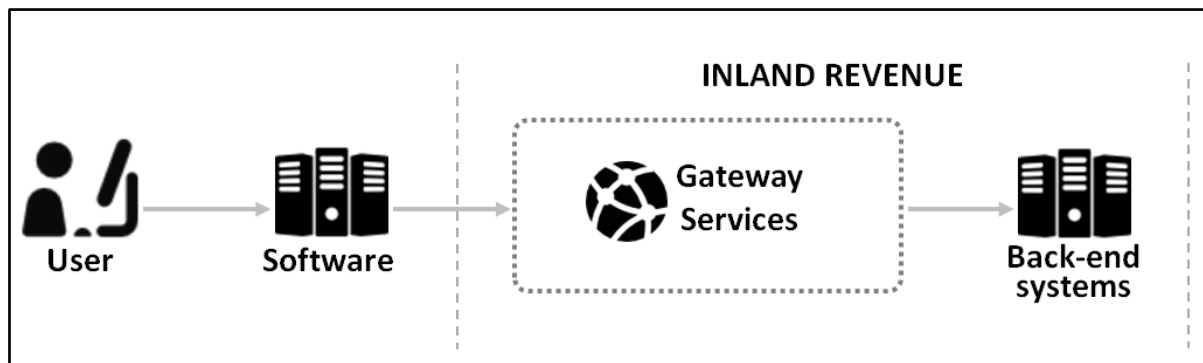 INLAND REVENUE
Gateway
Services
User
Software
Back-end
systems